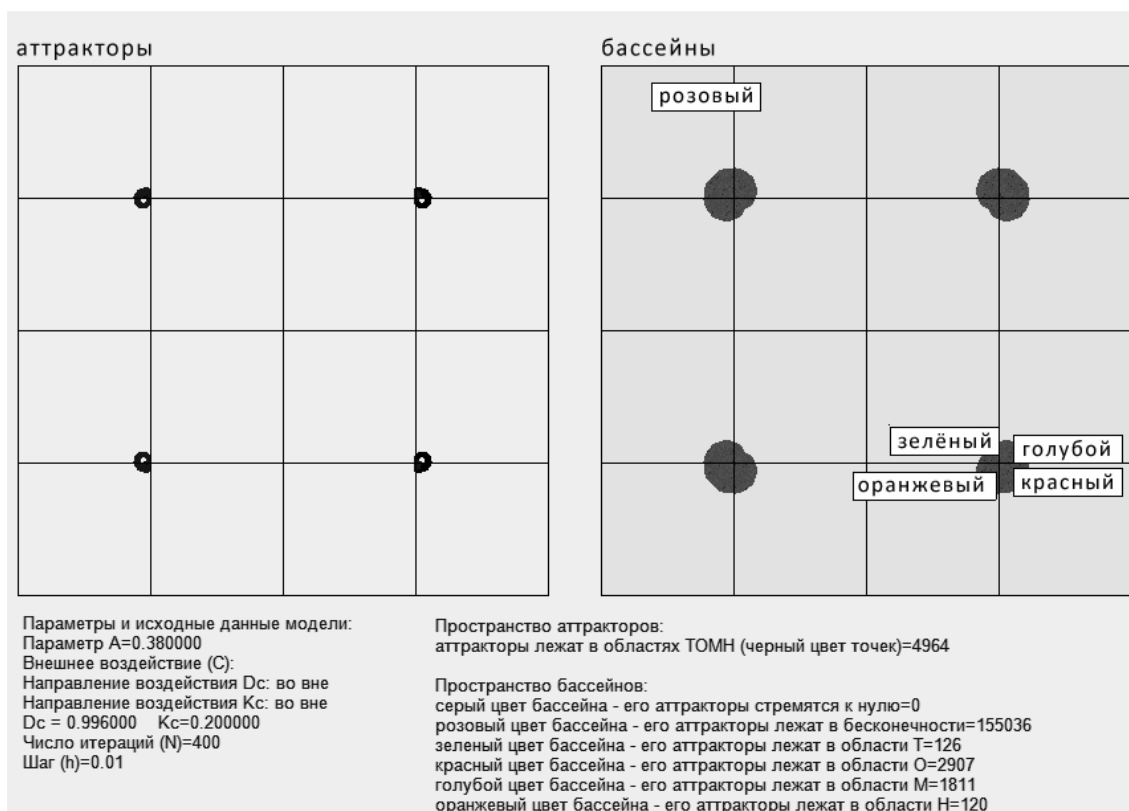 аттракторы
бассейны
розовый
зелёный
голубой
оранжевый
красный
Параметры и исходные данные модели:
Параметр А=0.380000
Внешнее воздействие (С):
Направление воздействия Dc: во вне
Направление воздействия Кс: во вне
Dc = 0.996000 Kc=0.200000
Число итераций (N)=400
Шаг (h)=0.01
Пространство аттракторов:
аттракторы лежат в областях ТОМН (черный цвет точек)=4964
Пространство бассейнов:
серый цвет бассейна - его аттракторы стремятся к нулю=0
розовый цвет бассейна - его аттракторы лежат в бесконечности=155036
зеленый цвет бассейна - его аттракторы лежат в области Т=126
красный цвет бассейна - его аттракторы лежат в области О=2907
голубой цвет бассейна - его аттракторы лежат в области М=1811
оранжевый цвет бассейна - его аттракторы лежат в области Н=120